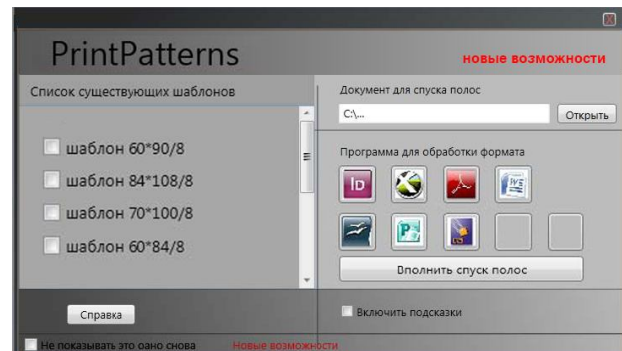 PrintPatterns
новые возможности
Список существующих шаблонов
шаблон 60*90/8
шаблон 84*108/8
шаблон 70*100/8
шаблон 60*84/8
Документ для спуска полос
C:\...
Открыть
Программа для обработки формата
Вполнить спуск полос
Справка
Включить подсказки
Не показывать это оано снова
Новые возможности